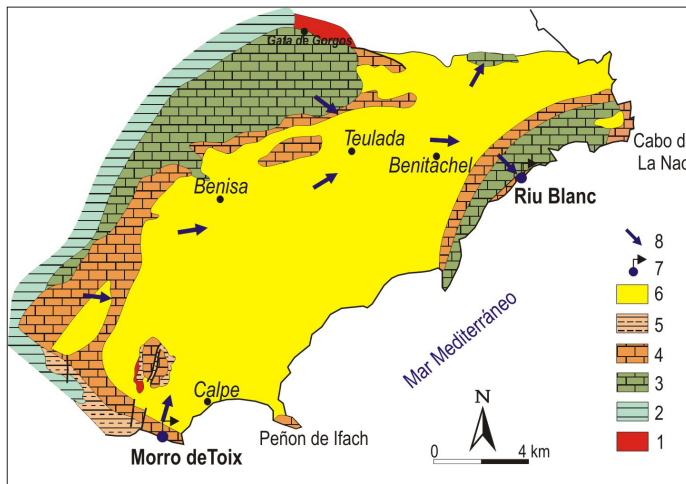 Gata de Gorgos
Teulada
Benitachel
Benisa
Cabo d
La Nao
Riu Blanc
8
7
6
5
4
3
2
1
Mar Mediterráneo
Calpe
N
Peñon de Ifach
0 4 km
Morro deToix